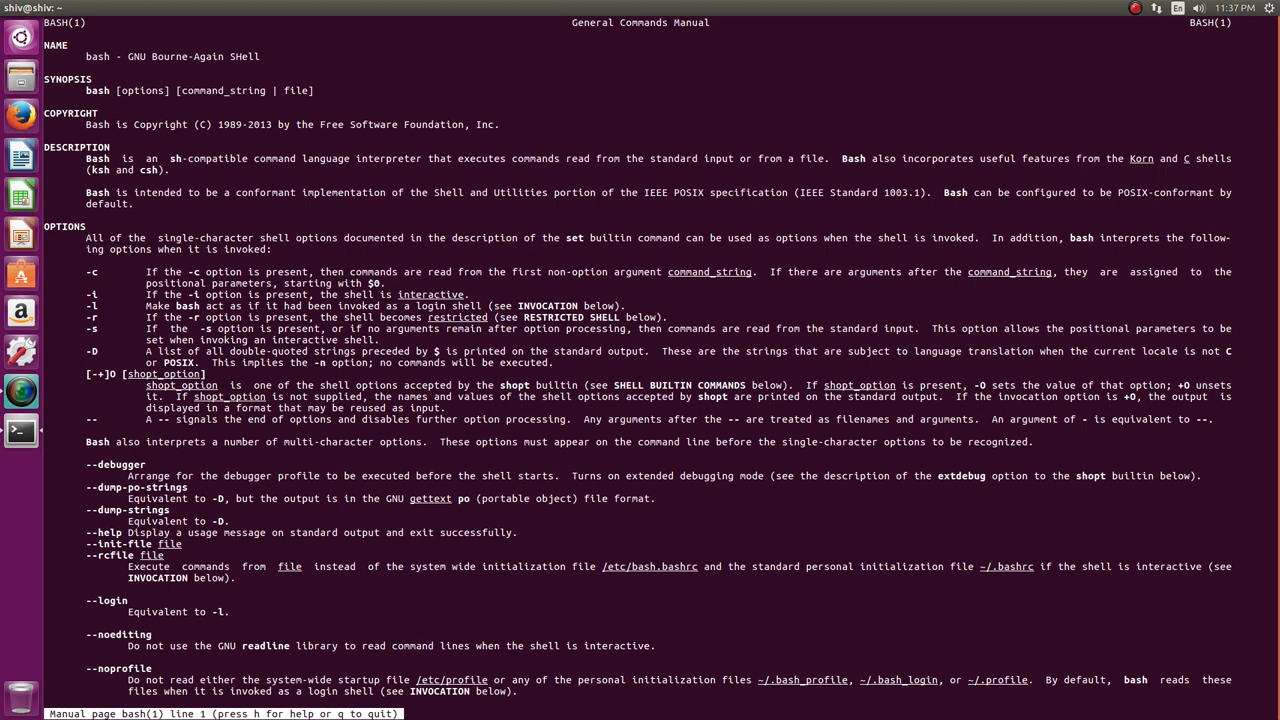 shiv@shiv: ~
En
11:37 PM
BASH(1) General Commands Manual BASH(1)
NAME
bash - GNU Bourne-Again SHell
SYNOPSIS
bash [options] [command_string | file]
COPYRIGHT
Bash is Copyright (C) 1989-2013 by the Free Software Foundation, Inc.
DESCRIPTION
Bash is an sh-compatible command language interpreter that executes commands read from the standard input or from a file. Bash also incorporates useful features from the Korn and C shells
(ksh and csh).
Bash is intended to be a conformant implementation of the Shell and Utilities portion of the IEEE POSIX specification (IEEE Standard 1003.1). Bash can be configured to be POSIX-conformant by
default.
OPTIONS
All of the single-character shell options documented in the description of the set builtin command can be used as options when the shell is invoked. In addition, bash interprets the follow-
ing options when it is invoked:
-c If the -c option is present, then commands are read from the first non-option argument command_string. If there are arguments after the command_string, they are assigned to the
positional parameters, starting with $0.
-i If the -i option is present, the shell is interactive.
-l Make bash act as if it had been invoked as a login shell (see INVOCATION below).
-r If the -r option is present, the shell becomes restricted (see RESTRICTED SHELL below).
-s If the -s option is present, or if no arguments remain after option processing, then commands are read from the standard input. This option allows the positional parameters to be
set when invoking an interactive shell.
-D A list of all double-quoted strings preceded by $ is printed on the standard output. These are the strings that are subject to language translation when the current locale is not C
or POSIX. This implies the -n option; no commands will be executed.
[-+]O [shopt_option]
shopt_option is one of the shell options accepted by the shopt builtin (see SHELL BUILTIN COMMANDS below). If shopt_option is present, -O sets the value of that option; +O unsets
it. If shopt_option is not supplied, the names and values of the shell options accepted by shopt are printed on the standard output. If the invocation option is +O, the output is
displayed in a format that may be reused as input.
-- A -- signals the end of options and disables further option processing. Any arguments after the -- are treated as filenames and arguments. An argument of - is equivalent to --.
Bash also interprets a number of multi-character options. These options must appear on the command line before the single-character options to be recognized.
--debugger
Arrange for the debugger profile to be executed before the shell starts. Turns on extended debugging mode (see the description of the extdebug option to the shopt builtin below).
--dump-po-strings
Equivalent to -D, but the output is in the GNU gettext po (portable object) file format.
--dump-strings
Equivalent to -D.
--help Display a usage message on standard output and exit successfully.
--init-file file
--rcfile file
Execute commands from file instead of the system wide initialization file /etc/bash.bashrc and the standard personal initialization file ~/.bashrc if the shell is interactive (see
INVOCATION below).
--login
Equivalent to -l.
--noediting
Do not use the GNU readline library to read command lines when the shell is interactive.
--noprofile
Do not read either the system-wide startup file /etc/profile or any of the personal initialization files ~/.bash_profile, ~/.bash_login, or ~/.profile. By default, bash reads these
files when it is invoked as a login shell (see INVOCATION below).
Manual page bash(1) line 1 (press h for help or q to quit)